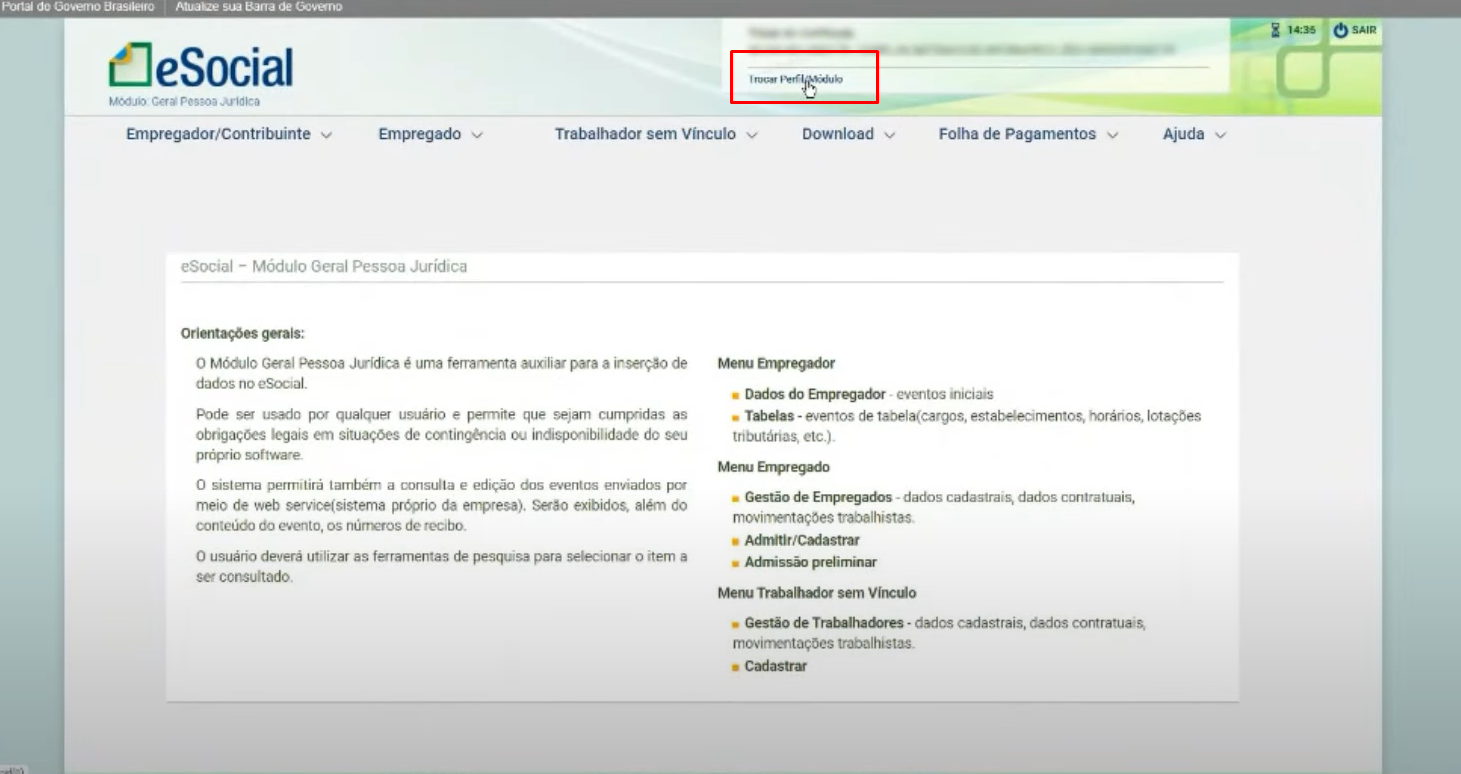 Portal do Governo Brasileiro
Atualize sua Barra de Governo
eSocial
Módulo: Geral Pessoa Jurídica
Trocar Perfil/Módulo
14:35
SAIR
Empregador/Contribuinte
Empregado
Trabalhador sem Vínculo
Download
Folha de Pagamentos
Ajuda
eSocial – Módulo Geral Pessoa Jurídica
Orientações gerais:
O Módulo Geral Pessoa Jurídica é uma ferramenta auxiliar para a inserção de
dados no eSocial.
Pode ser usado por qualquer usuário e permite que sejam cumpridas as
obrigações legais em situações de contingência ou indisponibilidade do seu
próprio software.
O sistema permitirá também a consulta e edição dos eventos enviados por
meio de web service(sistema próprio da empresa). Serão exibidos, além do
conteúdo do evento, os números de recibo.
O usuário deverá utilizar as ferramentas de pesquisa para selecionar o item a
ser consultado.
Menu Empregador
Dados do Empregador - eventos iniciais
Tabelas - eventos de tabela(cargos, estabelecimentos, horários, lotações
tributárias, etc.).
Menu Empregado
Gestão de Empregados - dados cadastrais, dados contratuais,
movimentações trabalhistas.
Admitir/Cadastrar
Admissão preliminar
Menu Trabalhador sem Vínculo
Gestão de Trabalhadores - dados cadastrais, dados contratuais,
movimentações trabalhistas.
Cadastrar